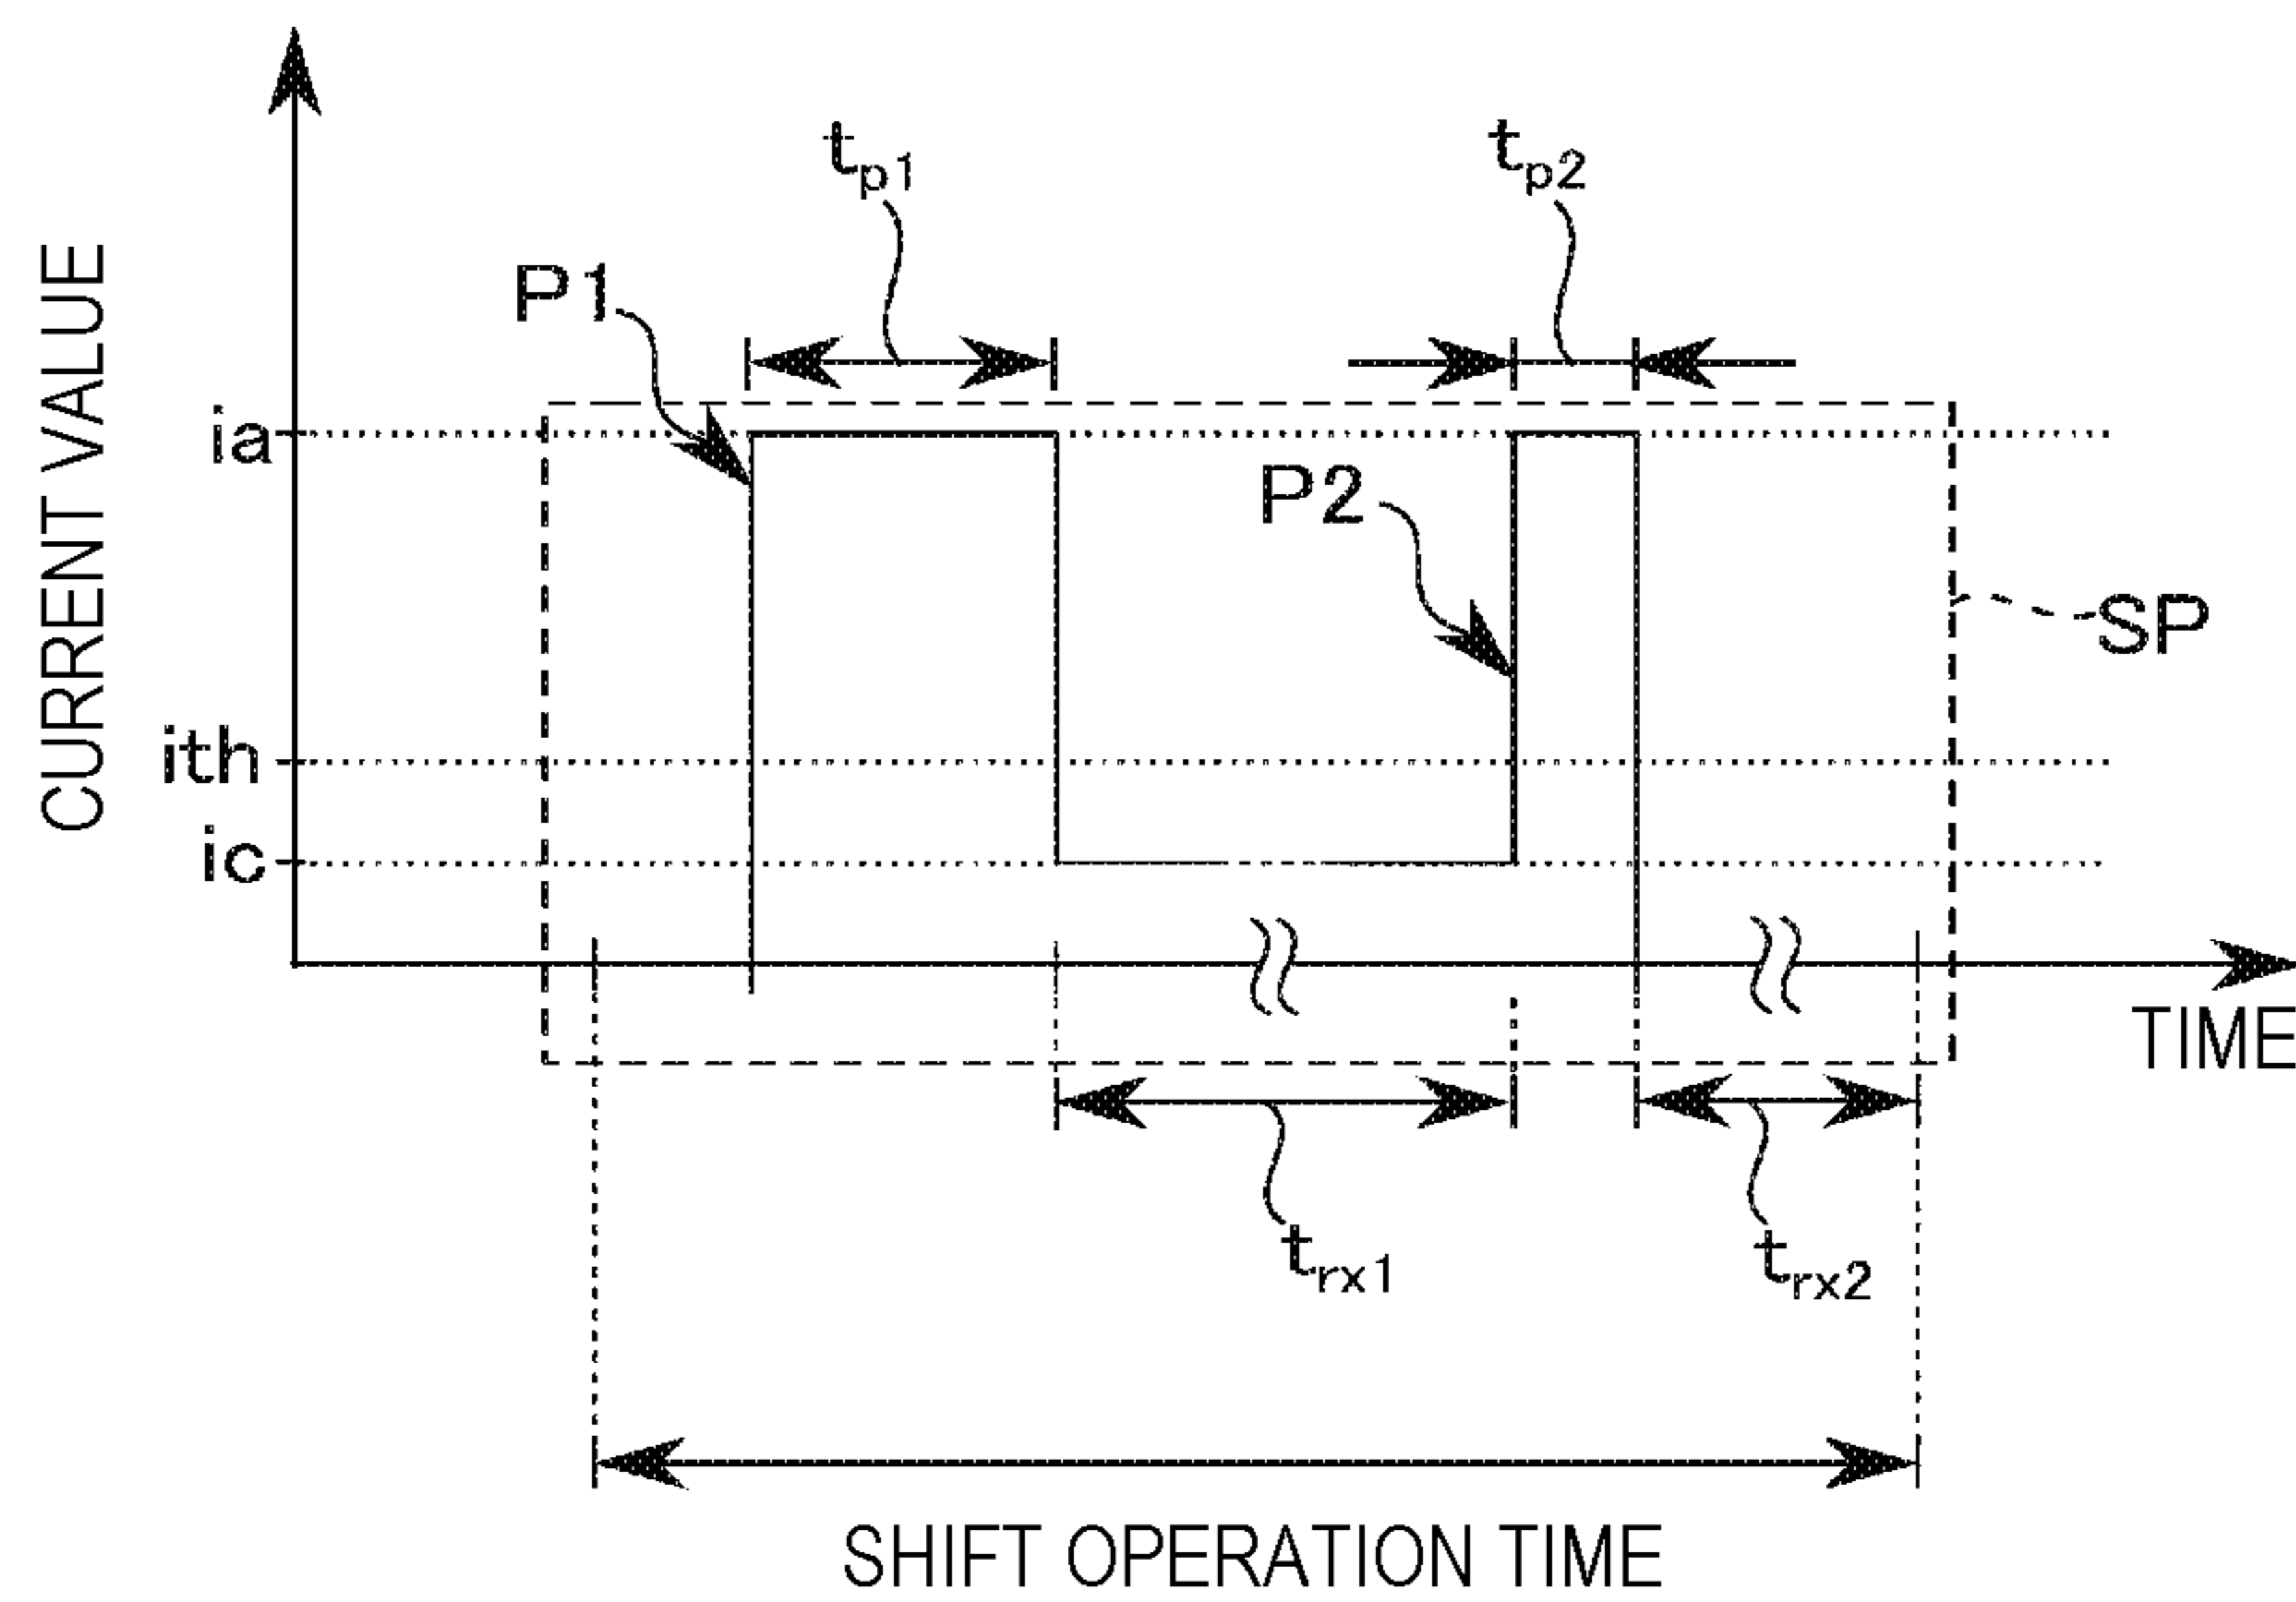 tp1
tp2
P1
ia
P2
SP
CURRENT VALUE
ith
ic
TIME
trx1
trx2
SHIFT OPERATION TIME